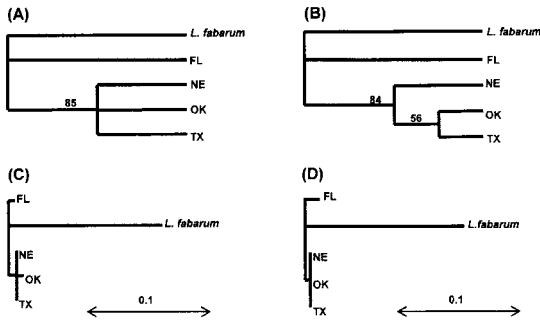 (A)
L. fabarum
FL
NE
85
OK
TX
(B)
L. fabarum
FL
NE
84
OK
56
TX
(C)
FL
L. fabarum
NE
OK
TX
0.1
(D)
FL
L. fabarum
NE
OK
TX
0.1